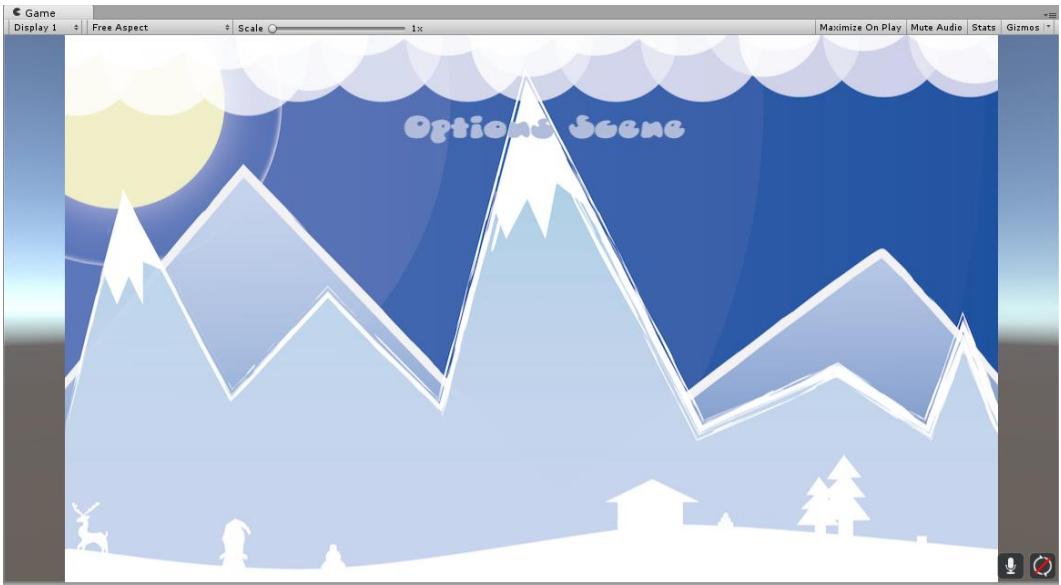 Game
Display 1 Free Aspect Scale 1x Maximize On Play Mute Audio Stats Gizmos
Options Scene